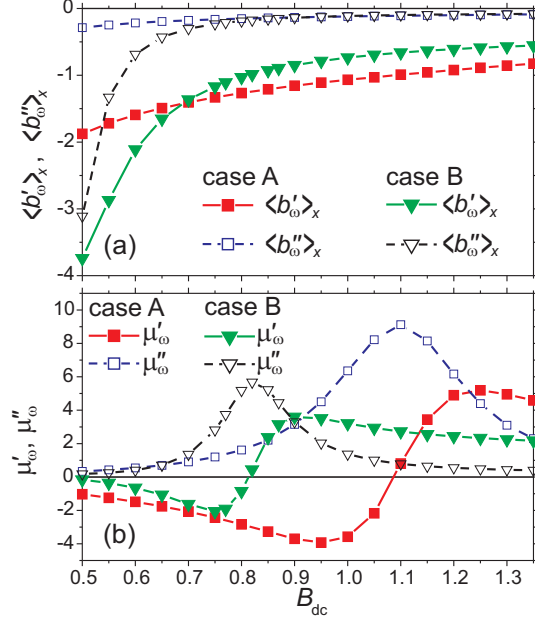 0
-1
-2
-3
-4
<b′ω>x, <b″ω>x
case A case B
<b′ω>x <b′ω>x
<b″ω>x <b″ω>x
(a)
case A case B
μ′ω μ′ω
μ″ω μ″ω
10
8
6
4
2
0
-2
-4
μ′ω, μ″ω
(b)
0.5 0.6 0.7 0.8 0.9 1.0 1.1 1.2 1.3
Bdc